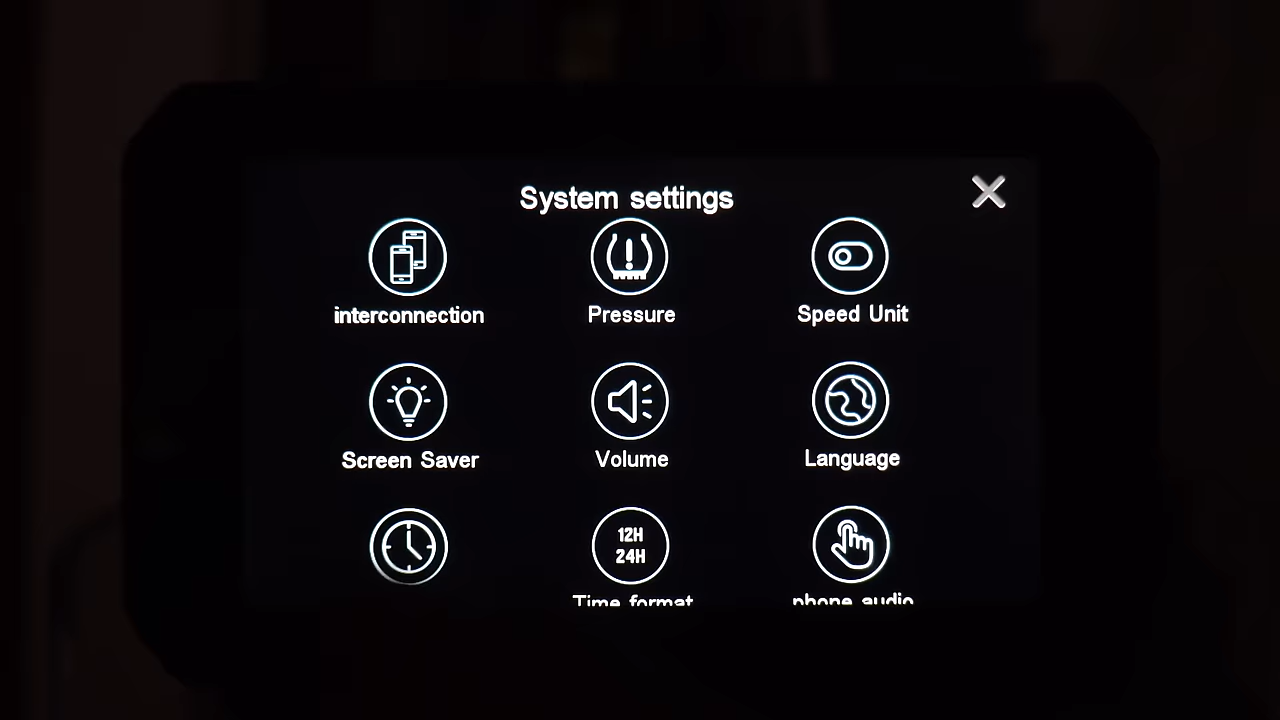 System settings
interconnection
Pressure
Speed Unit
Screen Saver
Volume
Language
12H
24H
Time format
phone audio